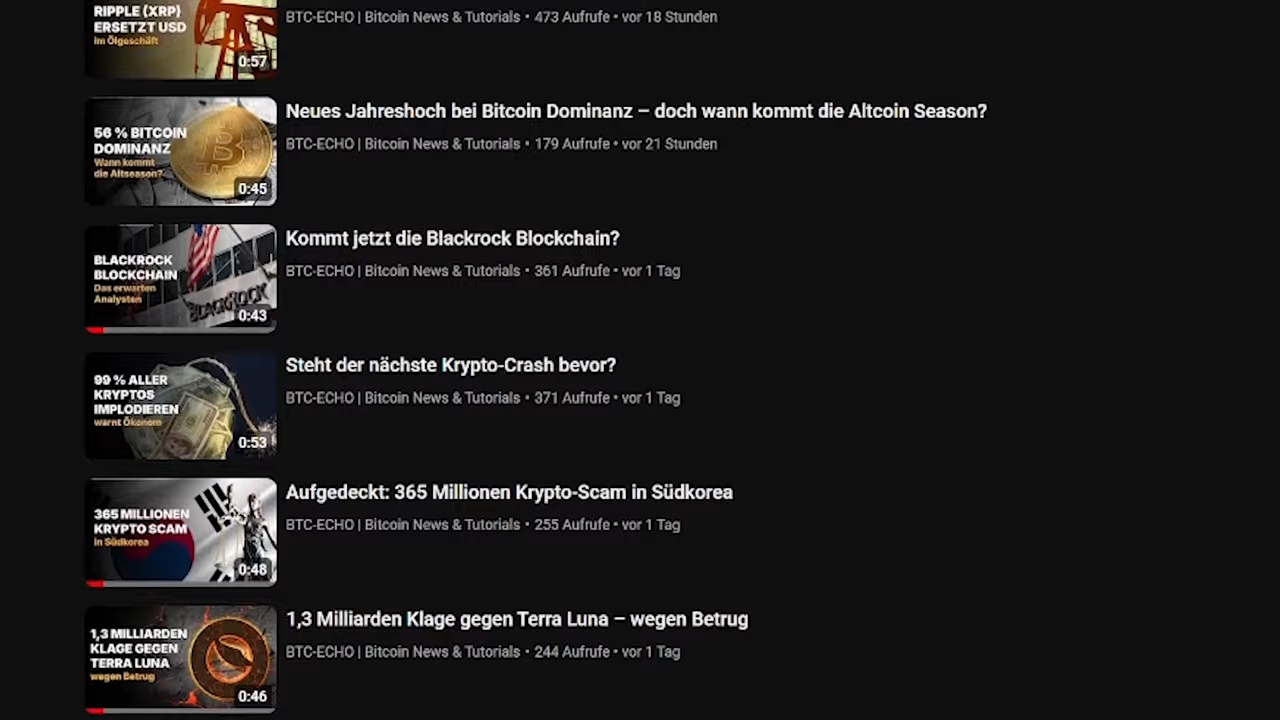 RIPPLE (XRP)
ERSETZT USD
im Ölgeschäft
0:57
BTC-ECHO | Bitcoin News & Tutorials • 473 Aufrufe • vor 18 Stunden
56 % BITCOIN
DOMINANZ
Wann kommt
die Altseason?
0:45
Neues Jahreshoch bei Bitcoin Dominanz – doch wann kommt die Altcoin Season?
BTC-ECHO | Bitcoin News & Tutorials • 179 Aufrufe • vor 21 Stunden
BLACKROCK
BLOCKCHAIN
Das erwarten
Analysten
BLACKROCK
0:43
Kommt jetzt die Blackrock Blockchain?
BTC-ECHO | Bitcoin News & Tutorials • 361 Aufrufe • vor 1 Tag
99 % ALLER
KRYPTOS
IMPLODIEREN
warnt Ökonom
0:53
Steht der nächste Krypto-Crash bevor?
BTC-ECHO | Bitcoin News & Tutorials • 371 Aufrufe • vor 1 Tag
365 MILLIONEN
KRYPTO SCAM
in Südkorea
0:48
Aufgedeckt: 365 Millionen Krypto-Scam in Südkorea
BTC-ECHO | Bitcoin News & Tutorials • 255 Aufrufe • vor 1 Tag
1,3 MILLIARDEN
KLAGE GEGEN
TERRA LUNA
wegen Betrug
0:46
1,3 Milliarden Klage gegen Terra Luna – wegen Betrug
BTC-ECHO | Bitcoin News & Tutorials • 244 Aufrufe • vor 1 Tag